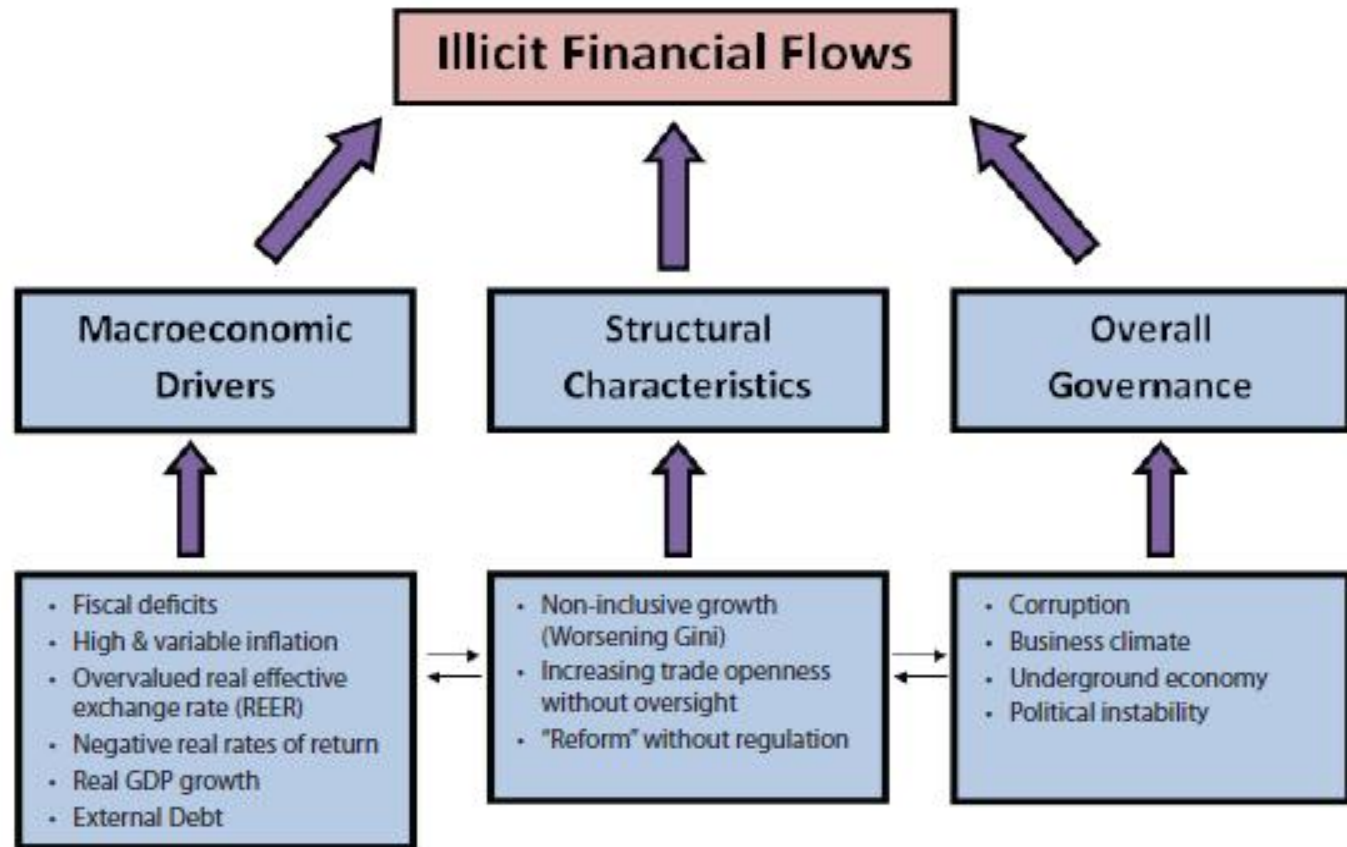 Illicit Financial Flows
Macroeconomic
Drivers
Structural
Characteristics
Overall
Governance
• Fiscal deficits
• High & variable inflation
• Overvalued real effective
exchange rate (REER)
• Negative real rates of return
• Real GDP growth
• External Debt
• Non-inclusive growth
(Worsening Gini)
• Increasing trade openness
without oversight
• “Reform” without regulation
• Corruption
• Business climate
• Underground economy
• Political instability